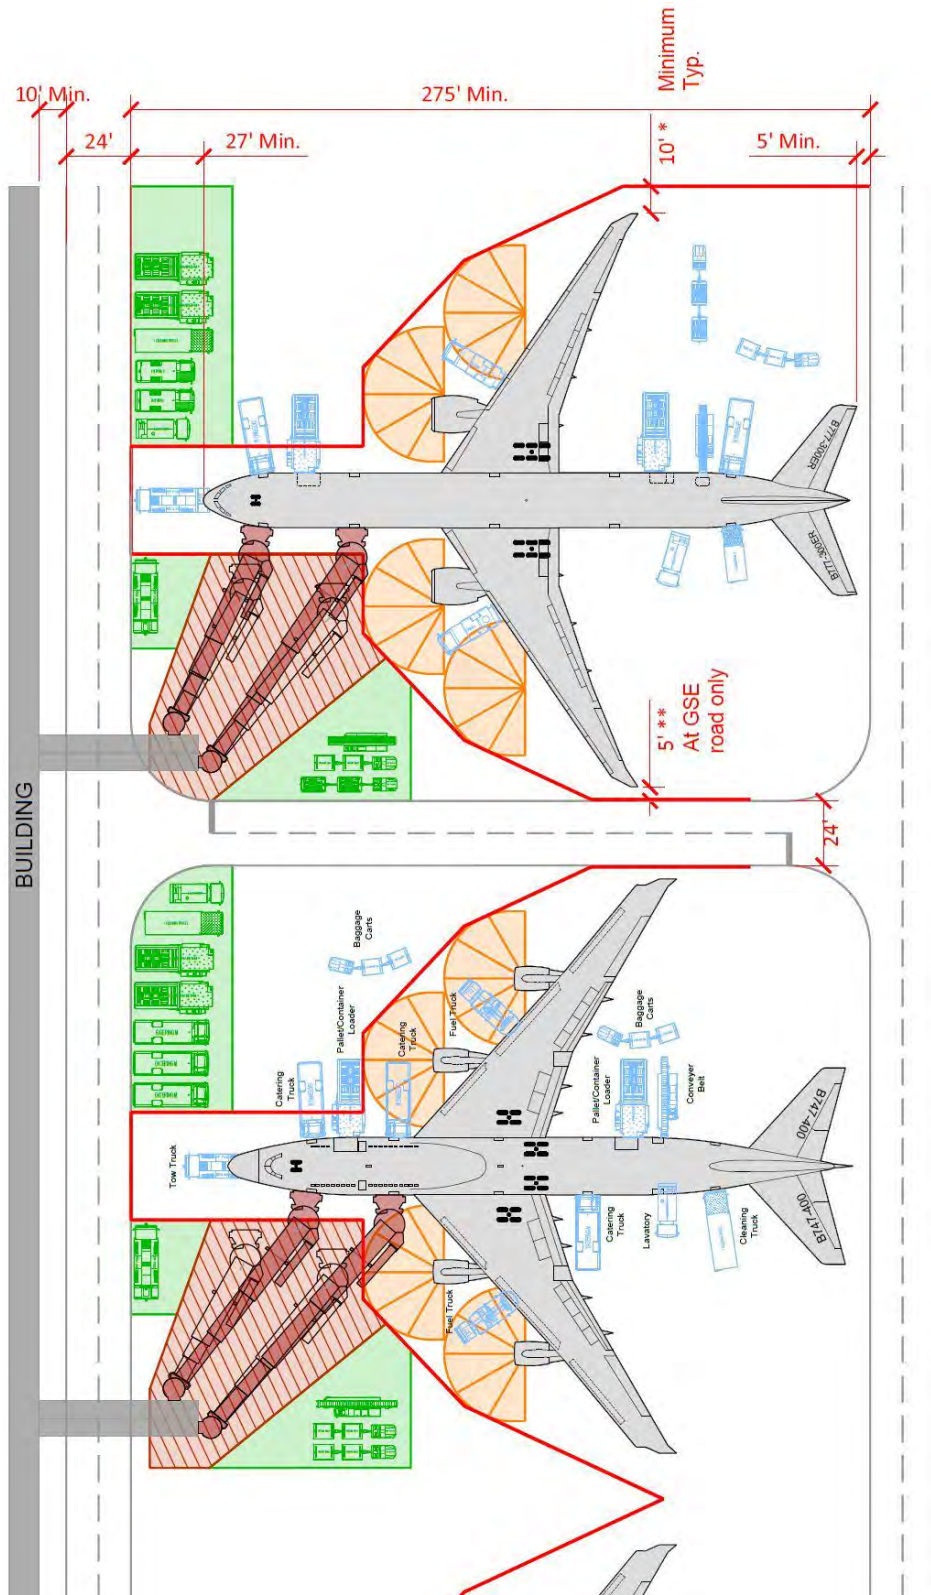 Minimum
Typ.
10' Min.
275' Min.
24'
27' Min.
10' *
5' Min.
B777-300ER
B777-300ER
5' **
At GSE
road only
BUILDING
24'
Baggage
Carts
Pallet/Container
Loader
Catering
Truck
Fuel Truck
Catering
Truck
Baggage
Carts
Pallet/Container
Loader
Conveyer
Belt
Tow Truck
B747-400
B747-400
Catering
Truck
Lavatory
Cleaning
Truck
Fuel Truck